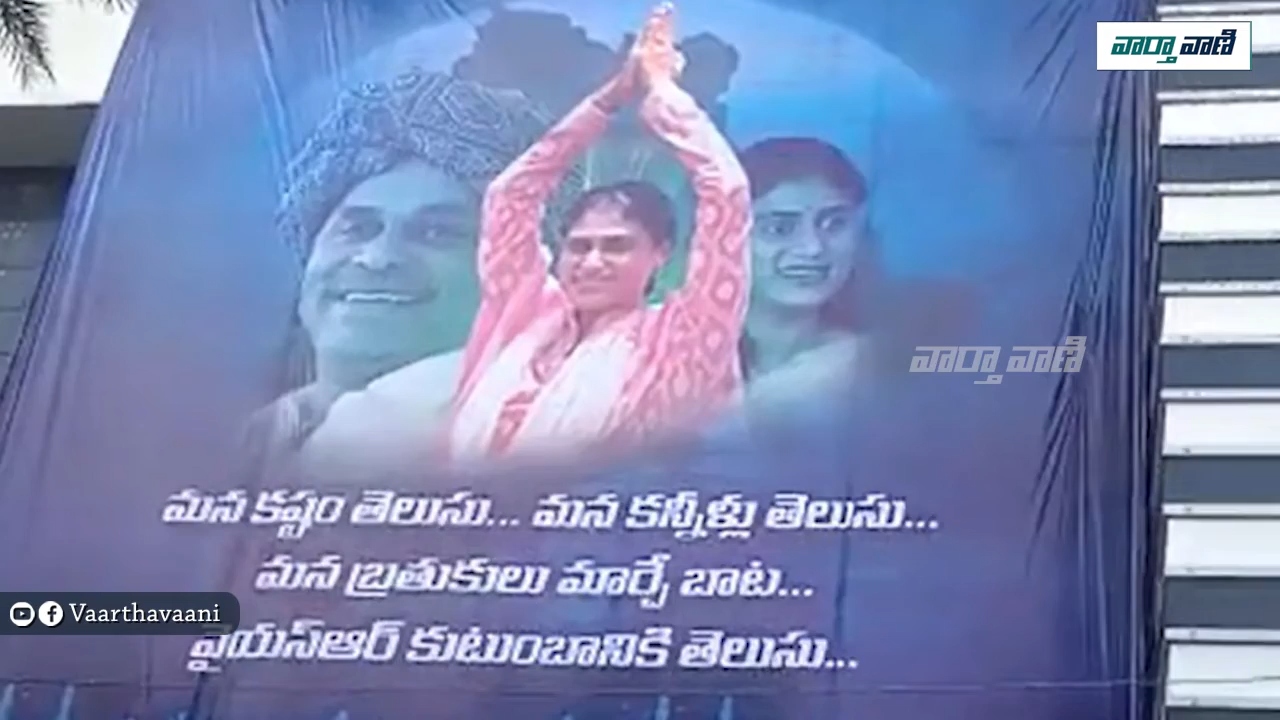 వార్తా వాణి
వార్తా వాణి
మన కష్టం తెలుసు... మన కన్నీళ్లు తెలుసు...
మన బ్రతుకులు మార్చే బాట...
Vaarthavaani
వైయస్ఆర్ కుటుంబానికి తెలుసు...